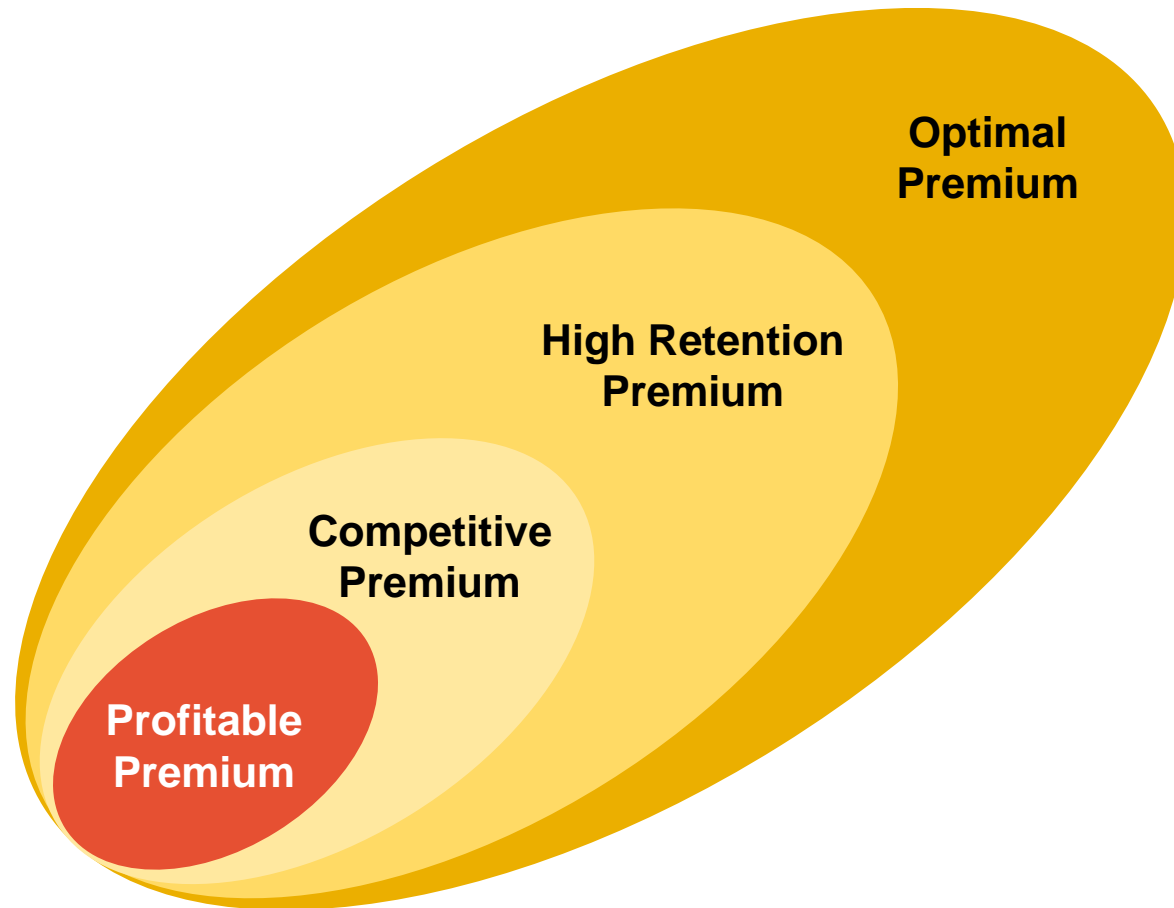 Optimal
Premium
High Retention
Premium
Competitive
Premium
Profitable
Premium